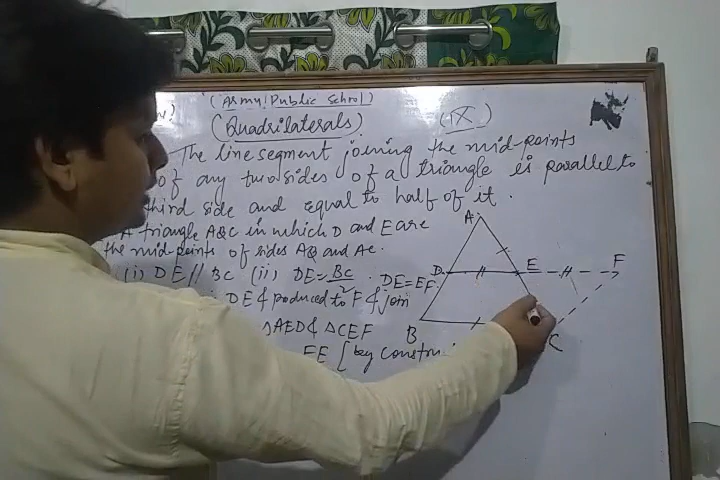 (Army Public School)
(Quadrilaterals)
(IX)
The line segment joining the mid-points
of any two sides of a triangle is parallel to
third side and equal to half of it.
A triangle ABC in which D and E are
the mid-points of sides AB and AC.
(i) DE // BC (ii) DE = BC/2 . DE = EF
DE & produced to F & join
△AED & △CEF
EE [by constru
A
D
E
F
B
C